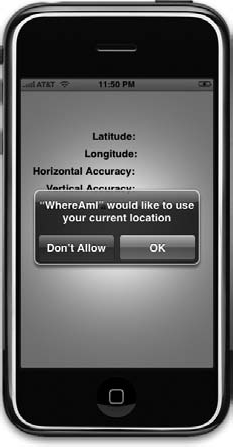 AT&T 11:50 PM
Latitude:
Longitude:
Horizontal Accuracy:
Vertical Accuracy:
“WhereAmI” would like to use
your current location
Don't Allow OK